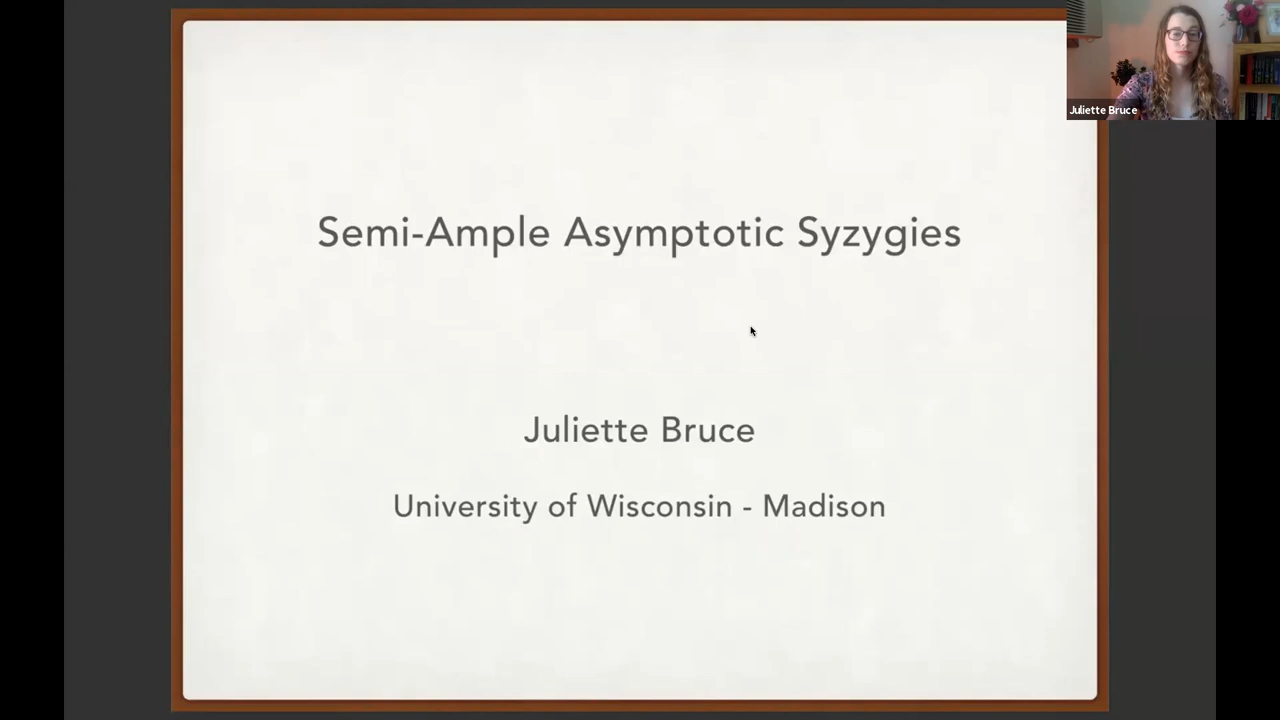 Juliette Bruce
Semi-Ample Asymptotic Syzygies
Juliette Bruce
University of Wisconsin - Madison